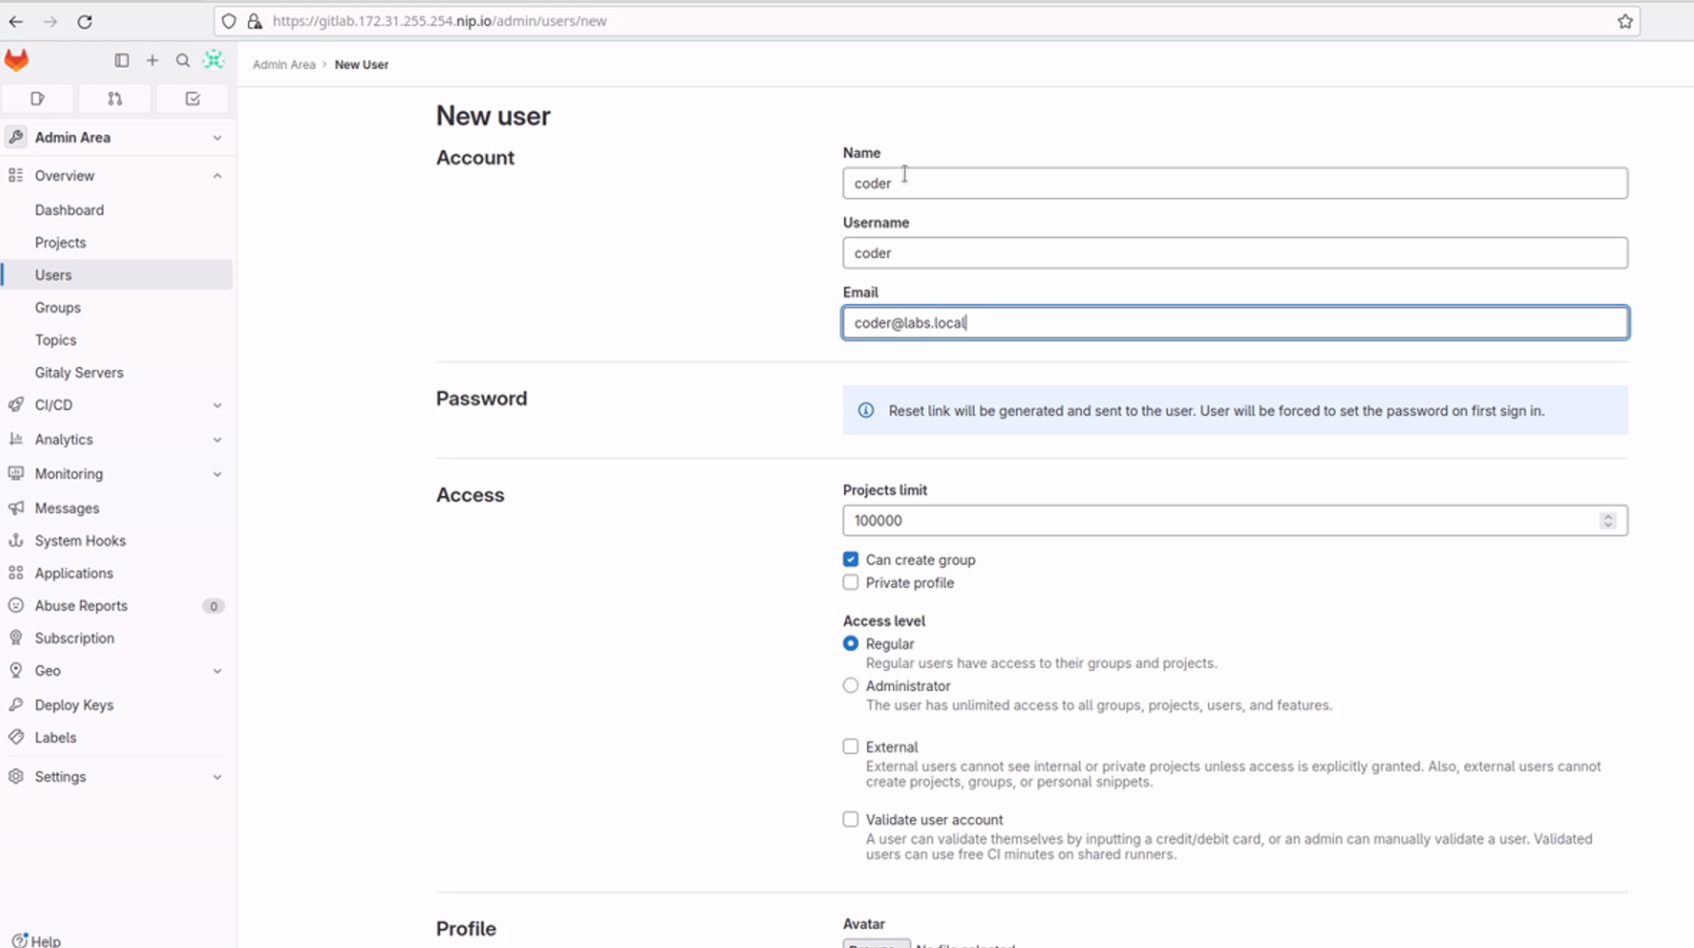 https://gitlab.172.31.255.254.nip.io/admin/users/new
Admin Area > New User
Admin Area
Overview
Dashboard
Projects
Users
Groups
Topics
Gitaly Servers
CI/CD
Analytics
Monitoring
Messages
System Hooks
Applications
Abuse Reports 0
Subscription
Geo
Deploy Keys
Labels
Settings
Help
New user
Account
Name
coder
Username
coder
Email
coder@labs.local
Password
Reset link will be generated and sent to the user. User will be forced to set the password on first sign in.
Access
Projects limit
100000
Can create group
Private profile
Access level
Regular
Regular users have access to their groups and projects.
Administrator
The user has unlimited access to all groups, projects, users, and features.
External
External users cannot see internal or private projects unless access is explicitly granted. Also, external users cannot
create projects, groups, or personal snippets.
Validate user account
A user can validate themselves by inputting a credit/debit card, or an admin can manually validate a user. Validated
users can use free CI minutes on shared runners.
Profile
Avatar
No file selected